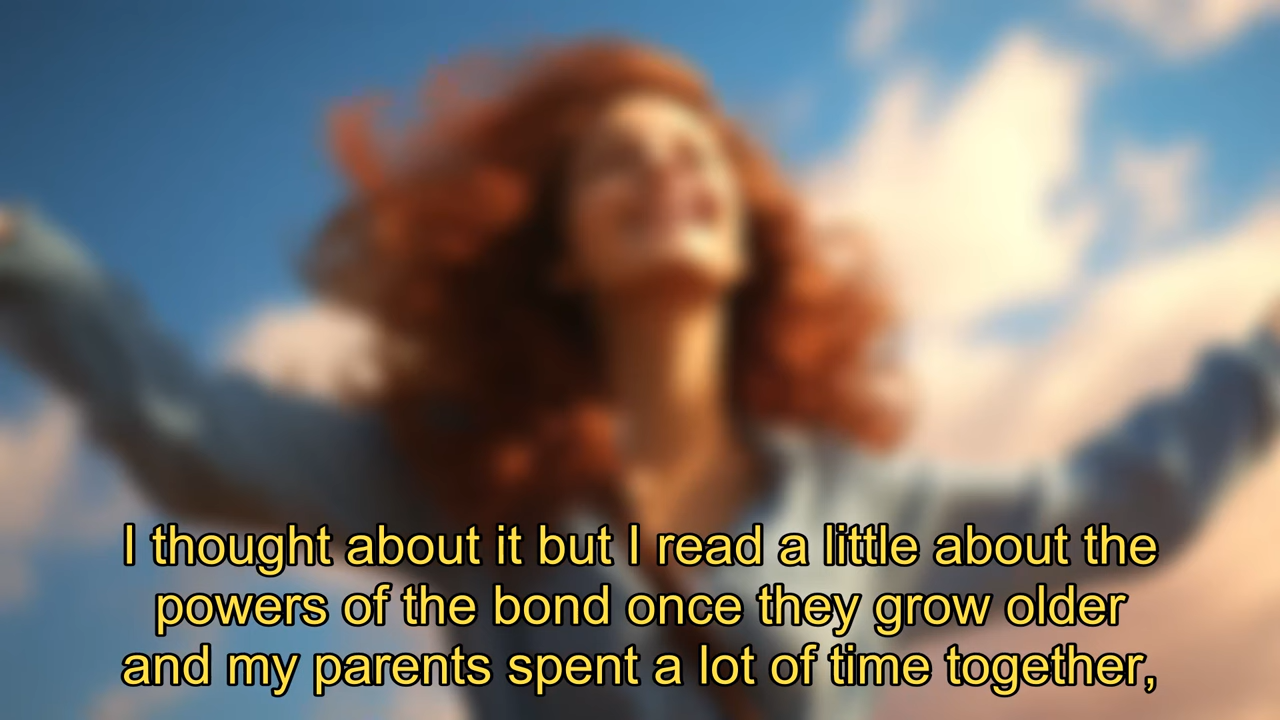 I thought about it but I read a little about the
powers of the bond once they grow older
and my parents spent a lot of time together,